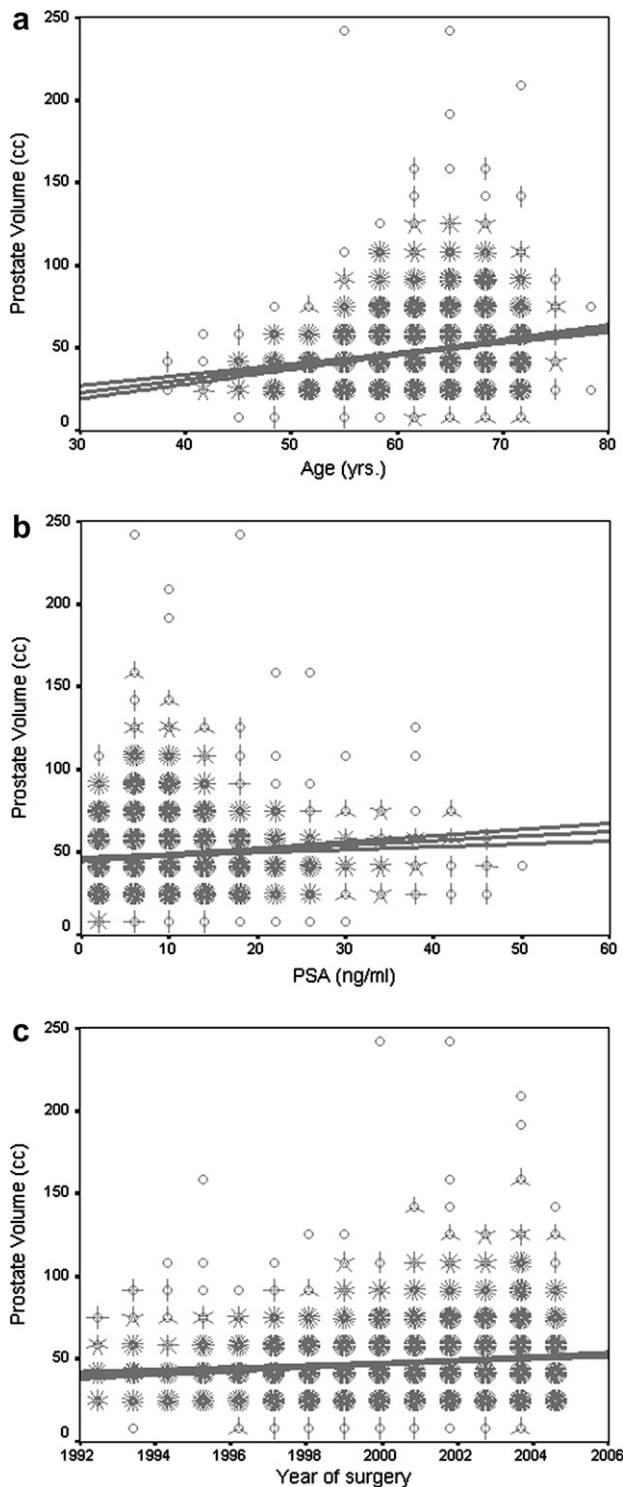 a
Prostate Volume (cc)
250
200
150
100
50
0
30 40 50 60 70 80
Age (yrs.)
b
Prostate Volume (cc)
250
200
150
100
50
0
0 10 20 30 40 50 60
PSA (ng/ml)
c
Prostate Volume (cc)
250
200
150
100
50
0
1992 1994 1996 1998 2000 2002 2004 2006
Year of surgery